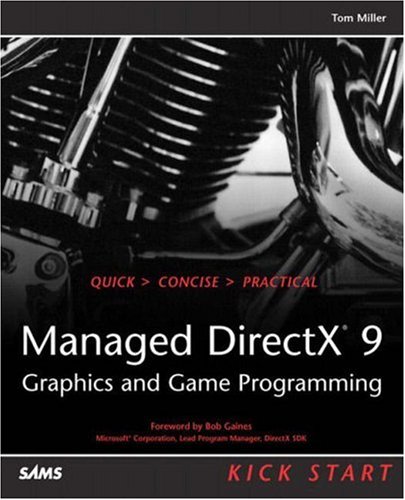 Tom Miller
QUICK > CONCISE > PRACTICAL
Managed DirectX® 9
Graphics and Game Programming
Foreword by Bob Gaines
Microsoft® Corporation, Lead Program Manager, DirectX SDK
SAMS
KICK START